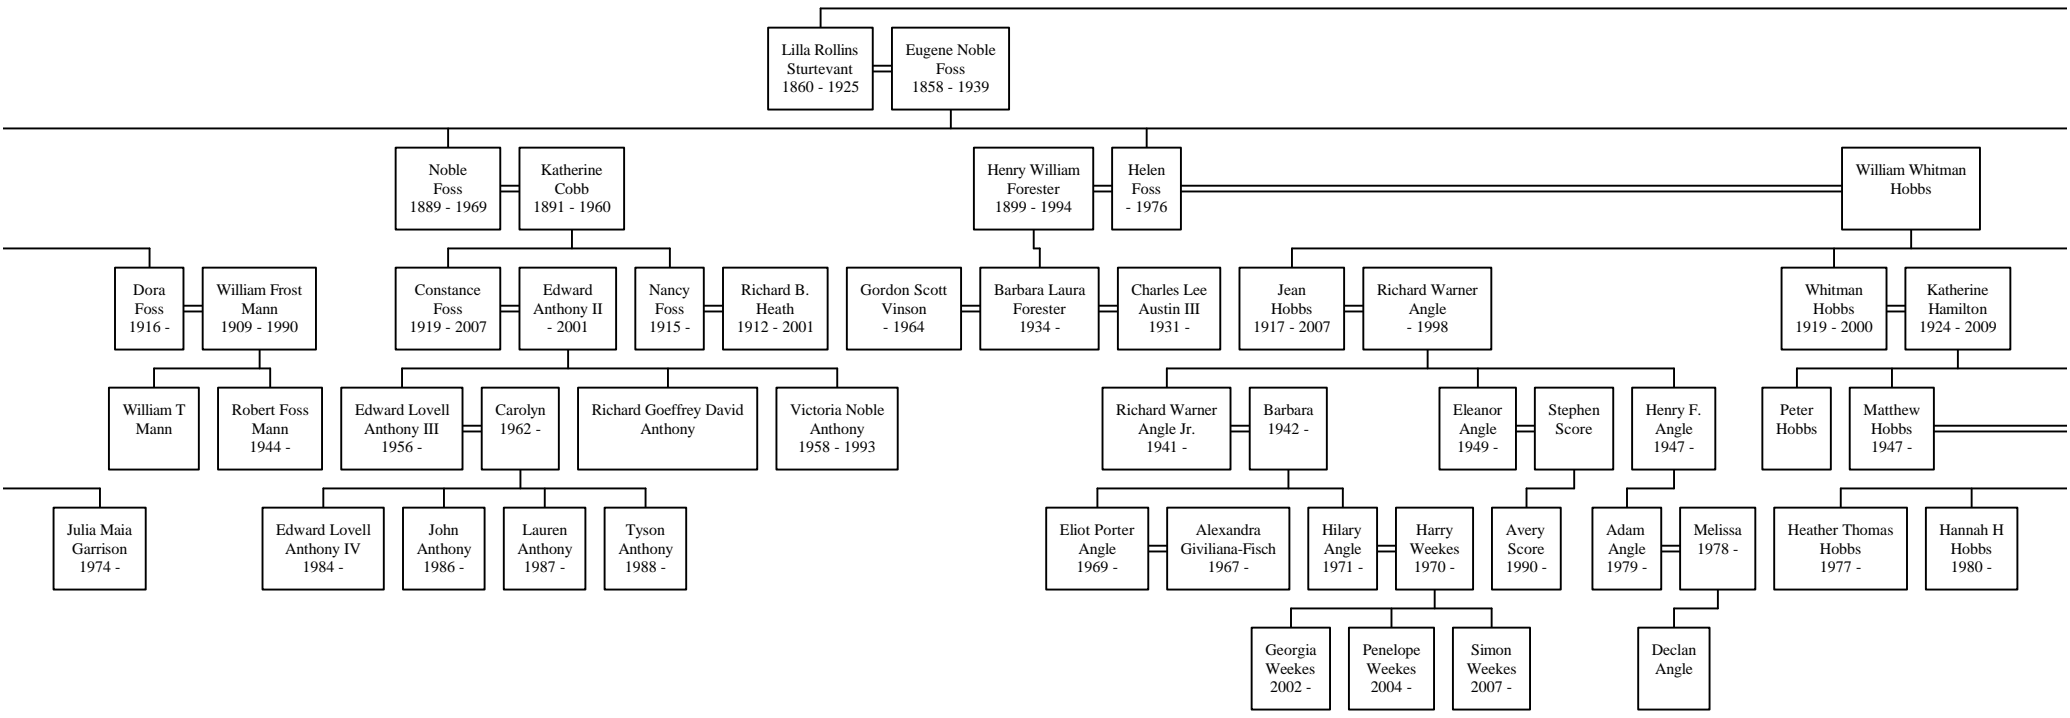 Lilla Rollins
Sturtevant
1860 - 1925
Eugene Noble
Foss
1858 - 1939
Noble
Foss
1889 - 1969
Katherine
Cobb
1891 - 1960
Henry William
Forester
1899 - 1994
Helen
Foss
- 1976
William Whitman
Hobbs
Dora
Foss
1916 -
William Frost
Mann
1909 - 1990
Constance
Foss
1919 - 2007
Edward
Anthony II
- 2001
Nancy
Foss
1915 -
Richard B.
Heath
1912 - 2001
Gordon Scott
Vinson
- 1964
Barbara Laura
Forester
1934 -
Charles Lee
Austin III
1931 -
Jean
Hobbs
1917 - 2007
Richard Warner
Angle
- 1998
Whitman
Hobbs
1919 - 2000
Katherine
Hamilton
1924 - 2009
William T
Mann
Robert Foss
Mann
1944 -
Edward Lovell
Anthony III
1956 -
Carolyn
1962 -
Richard Goeffrey David
Anthony
Victoria Noble
Anthony
1958 - 1993
Richard Warner
Angle Jr.
1941 -
Barbara
1942 -
Eleanor
Angle
1949 -
Stephen
Score
Henry F.
Angle
1947 -
Peter
Hobbs
Matthew
Hobbs
1947 -
Julia Maia
Garrison
1974 -
Edward Lovell
Anthony IV
1984 -
John
Anthony
1986 -
Lauren
Anthony
1987 -
Tyson
Anthony
1988 -
Eliot Porter
Angle
1969 -
Alexandra
Giviliana-Fisch
1967 -
Hilary
Angle
1971 -
Harry
Weekes
1970 -
Avery
Score
1990 -
Adam
Angle
1979 -
Melissa
1978 -
Heather Thomas
Hobbs
1977 -
Hannah H
Hobbs
1980 -
Georgia
Weekes
2002 -
Penelope
Weekes
2004 -
Simon
Weekes
2007 -
Declan
Angle